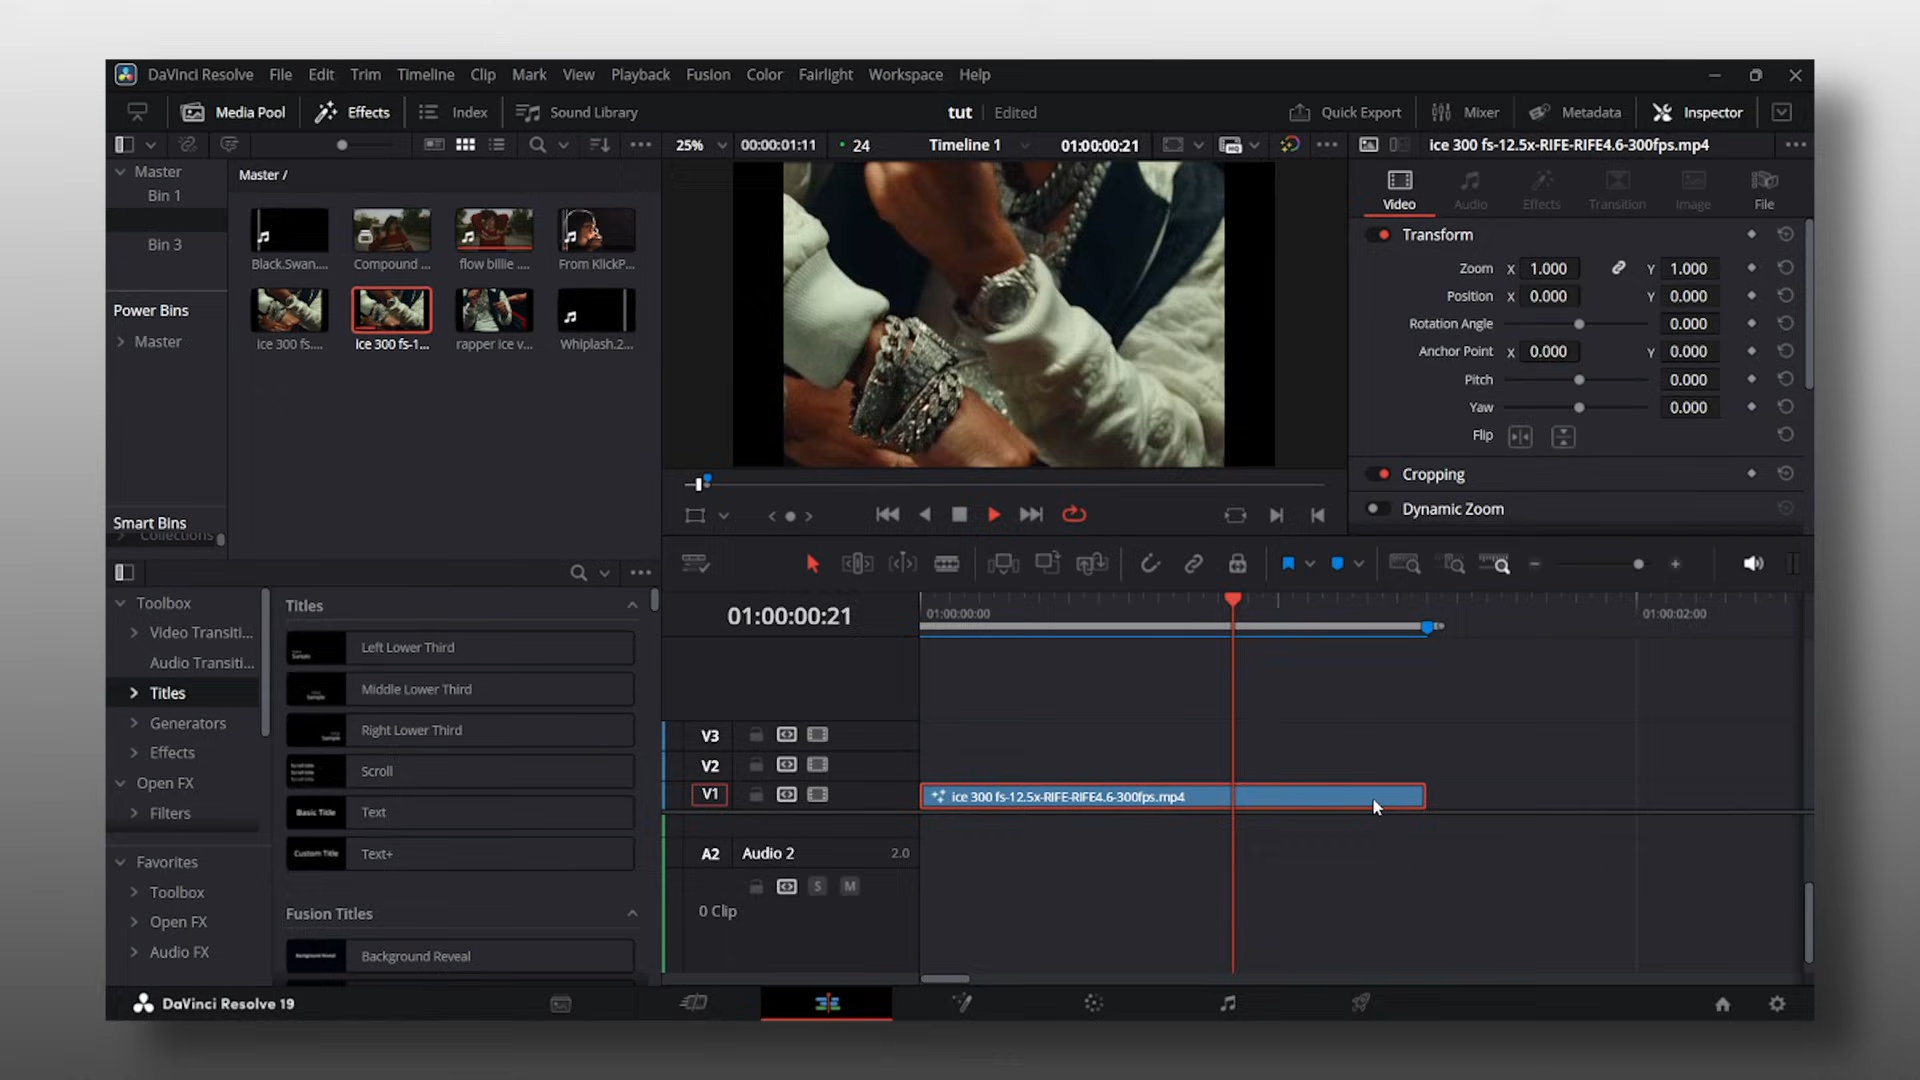 DaVinci Resolve File Edit Trim Timeline Clip Mark View Playback Fusion Color Fairlight Workspace Help
Media Pool Effects Index Sound Library tut Edited Quick Export Mixer Metadata Inspector
25% 00:00:01:11 24 Timeline 1 01:00:00:21 ice 300 fs-12.5x-RIFE-RIFE4.6-300fps.mp4
Master
Bin 1
Bin 3
Power Bins
Master
Smart Bins
Collections
Master /
Black.Swan.... Compound ... flow billie .... From KlickP...
ice 300 fs.... ice 300 fs-1... rapper ice v... Whiplash.2...
Video Audio Effects Transition Image File
Transform
Zoom X 1.000 Y 1.000
Position X 0.000 Y 0.000
Rotation Angle 0.000
Anchor Point X 0.000 Y 0.000
Pitch 0.000
Yaw 0.000
Flip
Cropping
Dynamic Zoom
Toolbox
Video Transiti...
Audio Transiti...
Titles
Generators
Effects
Open FX
Filters
Favorites
Toolbox
Open FX
Audio FX
Titles
Sample Left Lower Third
Middle Lower Third
Sample Right Lower Third
Scroll
Basic Title Text
Custom Title Text+
Fusion Titles
Background Reveal Background Reveal
01:00:00:21 01:00:00:00 01:00:02:00
V3
V2
V1 ice 300 fs-12.5x-RIFE-RIFE4.6-300fps.mp4
A2 Audio 2 2.0
S M
0 Clip
DaVinci Resolve 19